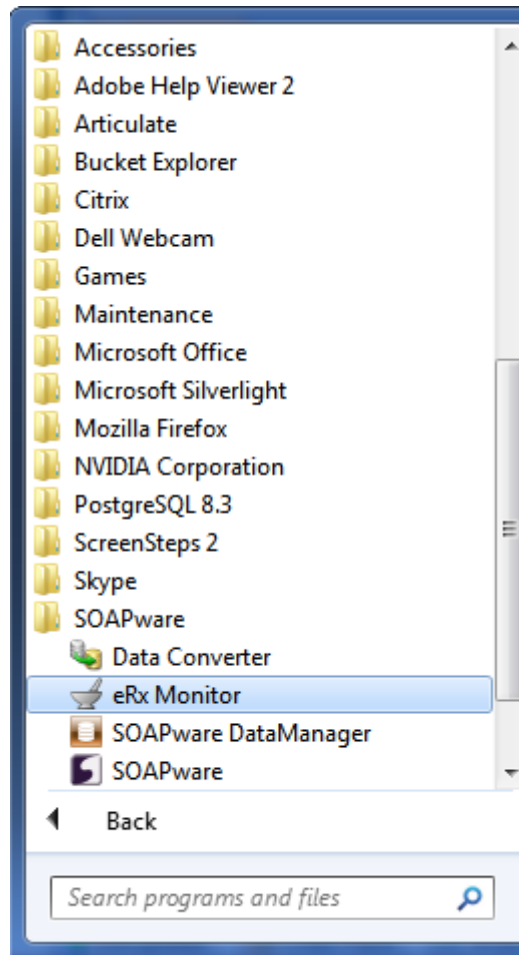 Accessories
Adobe Help Viewer 2
Articulate
Bucket Explorer
Citrix
Dell Webcam
Games
Maintenance
Microsoft Office
Microsoft Silverlight
Mozilla Firefox
NVIDIA Corporation
PostgreSQL 8.3
ScreenSteps 2
Skype
SOAPware
Data Converter
eRx Monitor
SOAPware DataManager
SOAPware
Back
Search programs and files